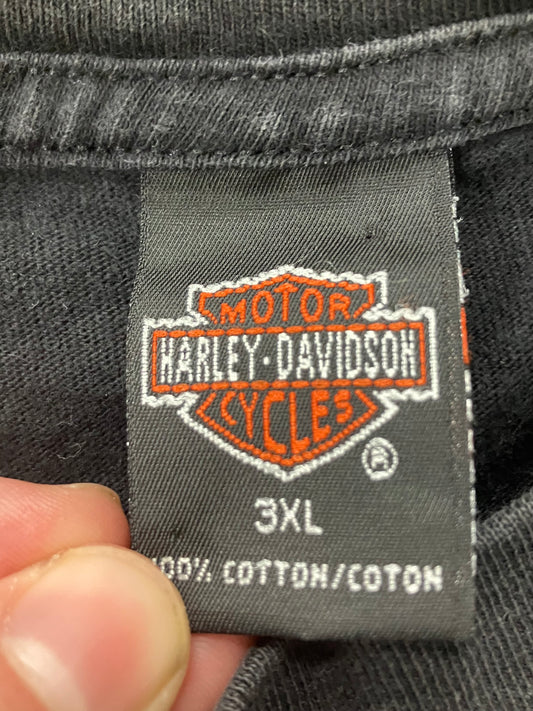 MOTOR
HARLEY-DAVIDSON
CYCLES
®
3XL
100% COTTON/COTON